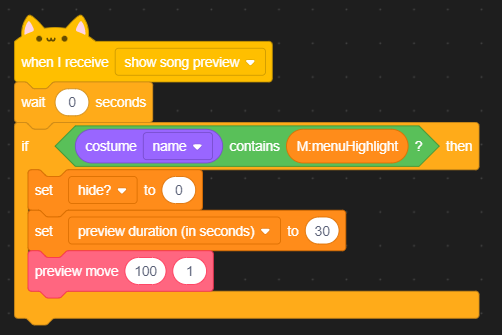 when I receive show song preview
wait 0 seconds
if costume name contains M:menuHighlight ? then
set hide? to 0
set preview duration (in seconds) to 30
preview move 100 1